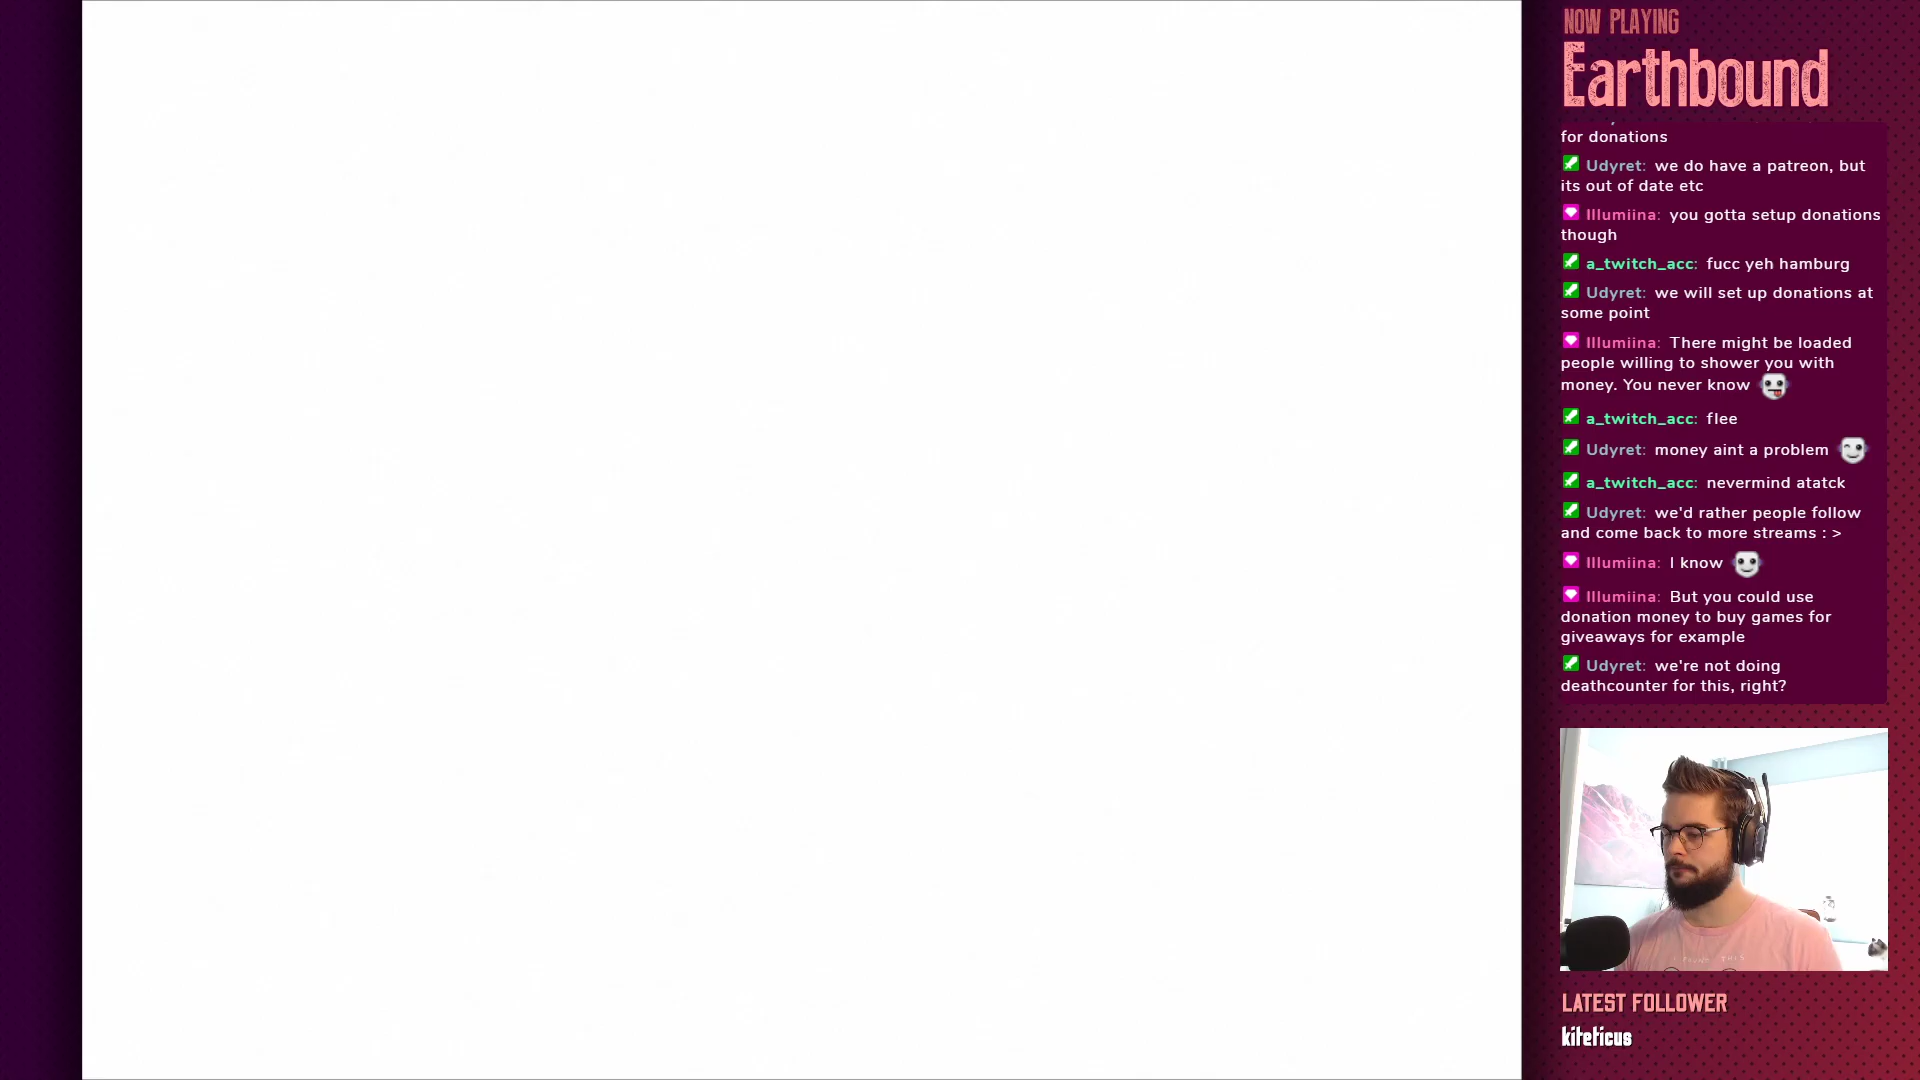 NOW PLAYING
Earthbound
for donations
Udyret: we do have a patreon, but
its out of date etc
Illumiina: you gotta setup donations
though
a_twitch_acc: fucc yeh hamburg
Udyret: we will set up donations at
some point
Illumiina: There might be loaded
people willing to shower you with
money. You never know
a_twitch_acc: flee
Udyret: money aint a problem
a_twitch_acc: nevermind atatck
Udyret: we'd rather people follow
and come back to more streams : >
Illumiina: I know
Illumiina: But you could use
donation money to buy games for
giveaways for example
Udyret: we're not doing
deathcounter for this, right?
LATEST FOLLOWER
kiteticus